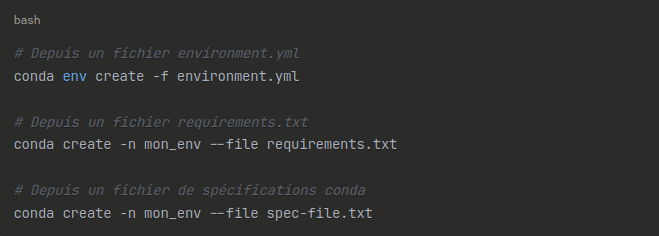 bash
# Depuis un fichier environment.yml
conda env create -f environment.yml
# Depuis un fichier requirements.txt
conda create -n mon_env --file requirements.txt
# Depuis un fichier de spécifications conda
conda create -n mon_env --file spec-file.txt